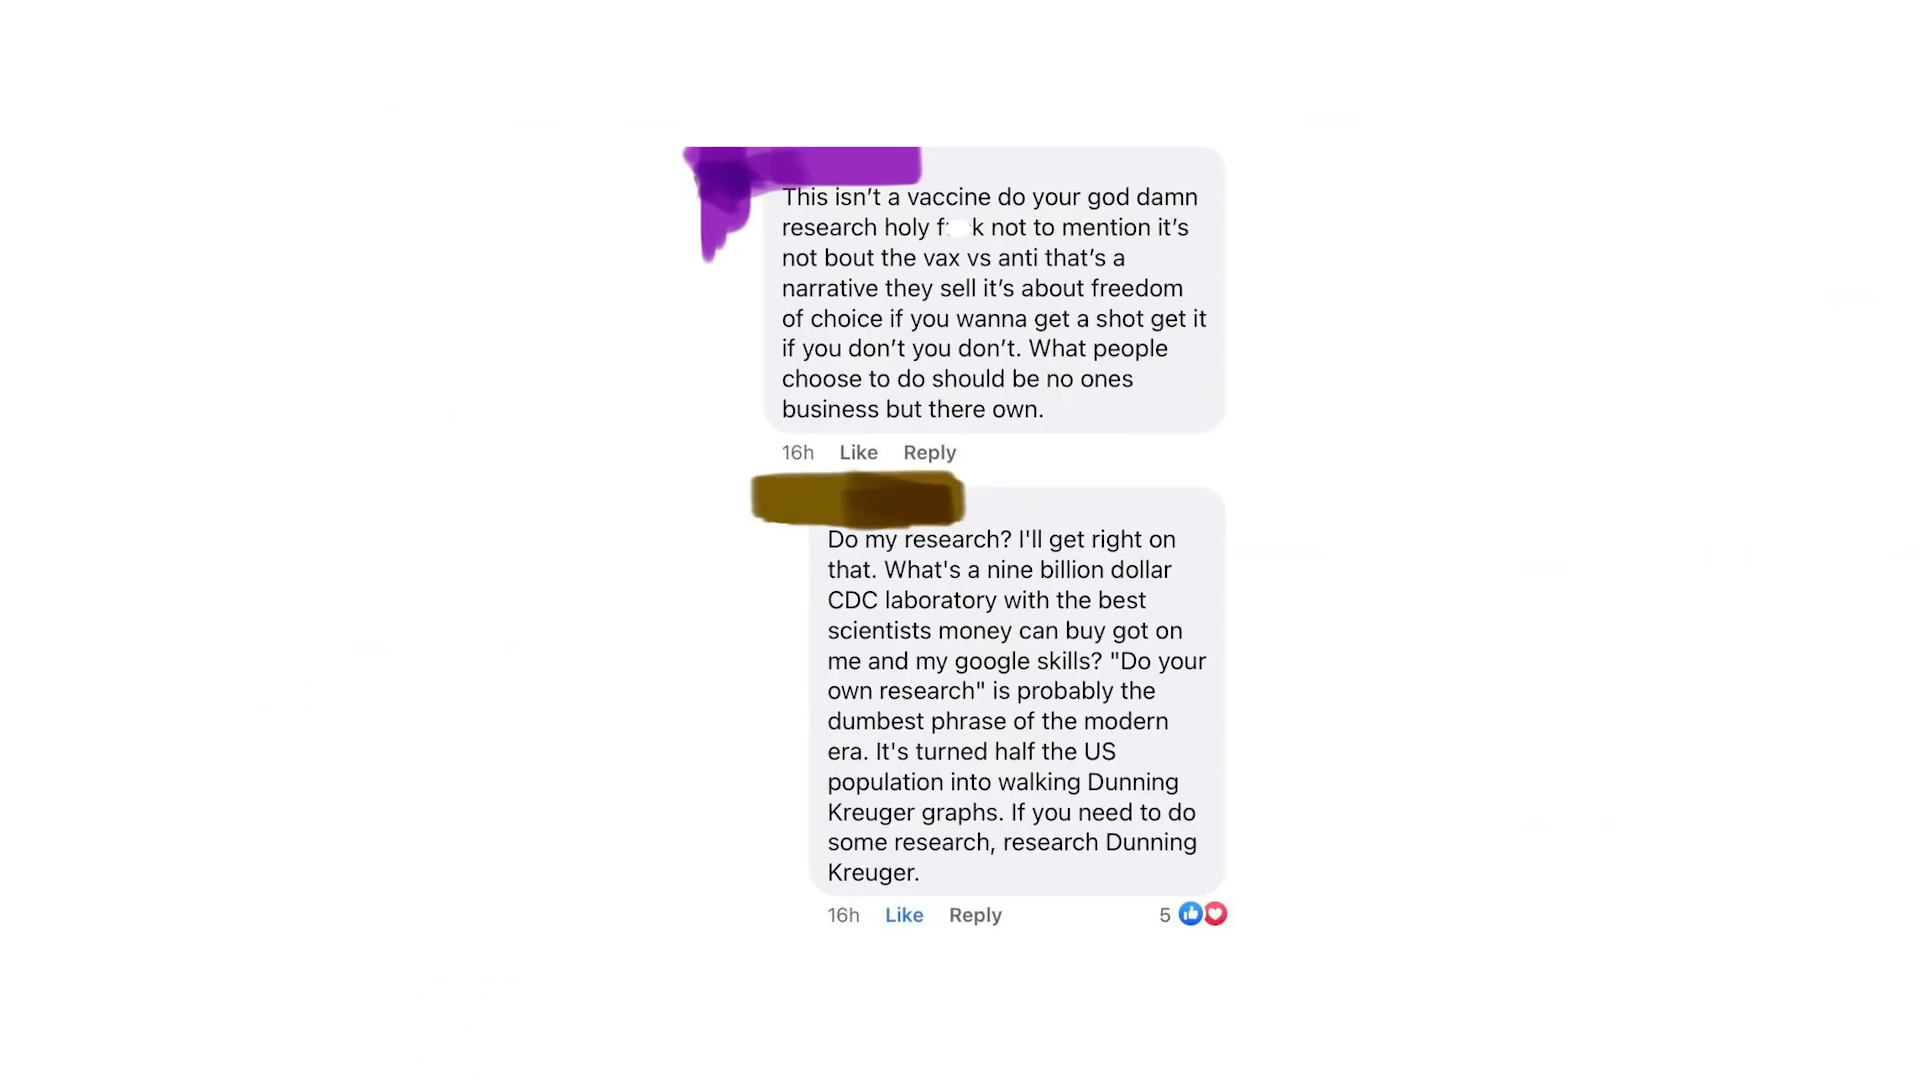 This isn’t a vaccine do your god damn
research holy f k not to mention it’s
not bout the vax vs anti that’s a
narrative they sell it’s about freedom
of choice if you wanna get a shot get it
if you don’t you don’t. What people
choose to do should be no ones
business but there own.
16h Like Reply
Do my research? I'll get right on
that. What's a nine billion dollar
CDC laboratory with the best
scientists money can buy got on
me and my google skills? "Do your
own research" is probably the
dumbest phrase of the modern
era. It's turned half the US
population into walking Dunning
Kreuger graphs. If you need to do
some research, research Dunning
Kreuger.
16h Like Reply 5